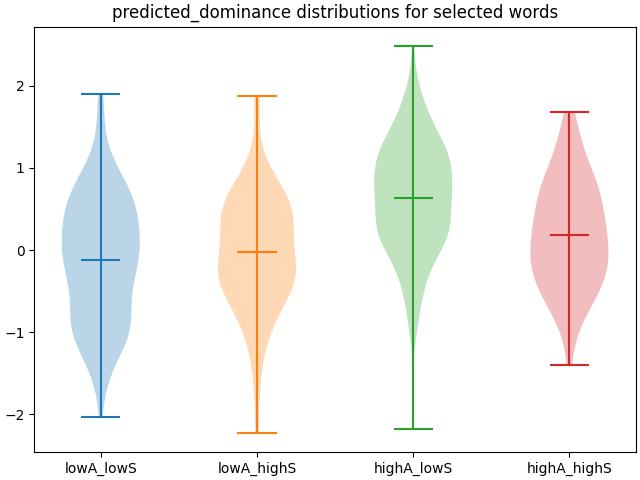 predicted_dominance distributions for selected words
2
1
0
−1
−2
lowA_lowS
lowA_highS
highA_lowS
highA_highS